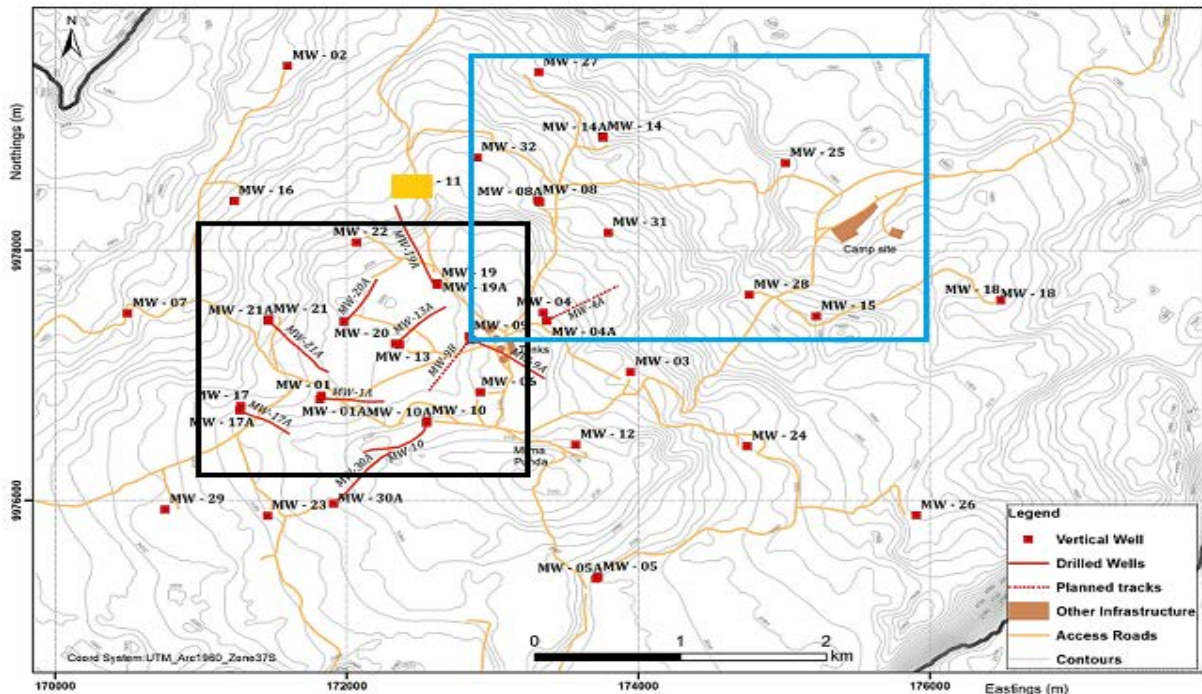 N
MW - 02
MW - 27
MW - 14A MW - 14
MW - 32
MW - 25
- 11
MW - 16
MW - 08A MW - 08
MW - 31
Camp site
MW - 22
MW-19A
MW - 19
MW - 19A
MW-20A
MW - 28
MW - 18 MW - 18
MW - 07
MW - 21A MW - 21
MW-13A
MW - 04
MW-4A
MW - 04A
MW - 15
MW - 20
MW - 09
MW-21A
MW - 13
MW-9B
MW-9A
MW - 03
MW - 01
MW-1A
MW - 17
MW-17A
MW - 01A MW - 10A MW - 10
MW - 17A
MW - 12
MW - 24
MW-10
MW-30A
MW - 29
MW - 23
MW - 30A
MW - 26
MW - 05A MW - 05
Northings (m)
9978000
9976000
Legend
Vertical Well
Drilled Wells
Planned tracks
Other Infrastructure
Access Roads
Contours
0 1 2
km
Coord System:UTM_Arc1960_Zone37S
170000 172000 174000 176000
Eastings (m)